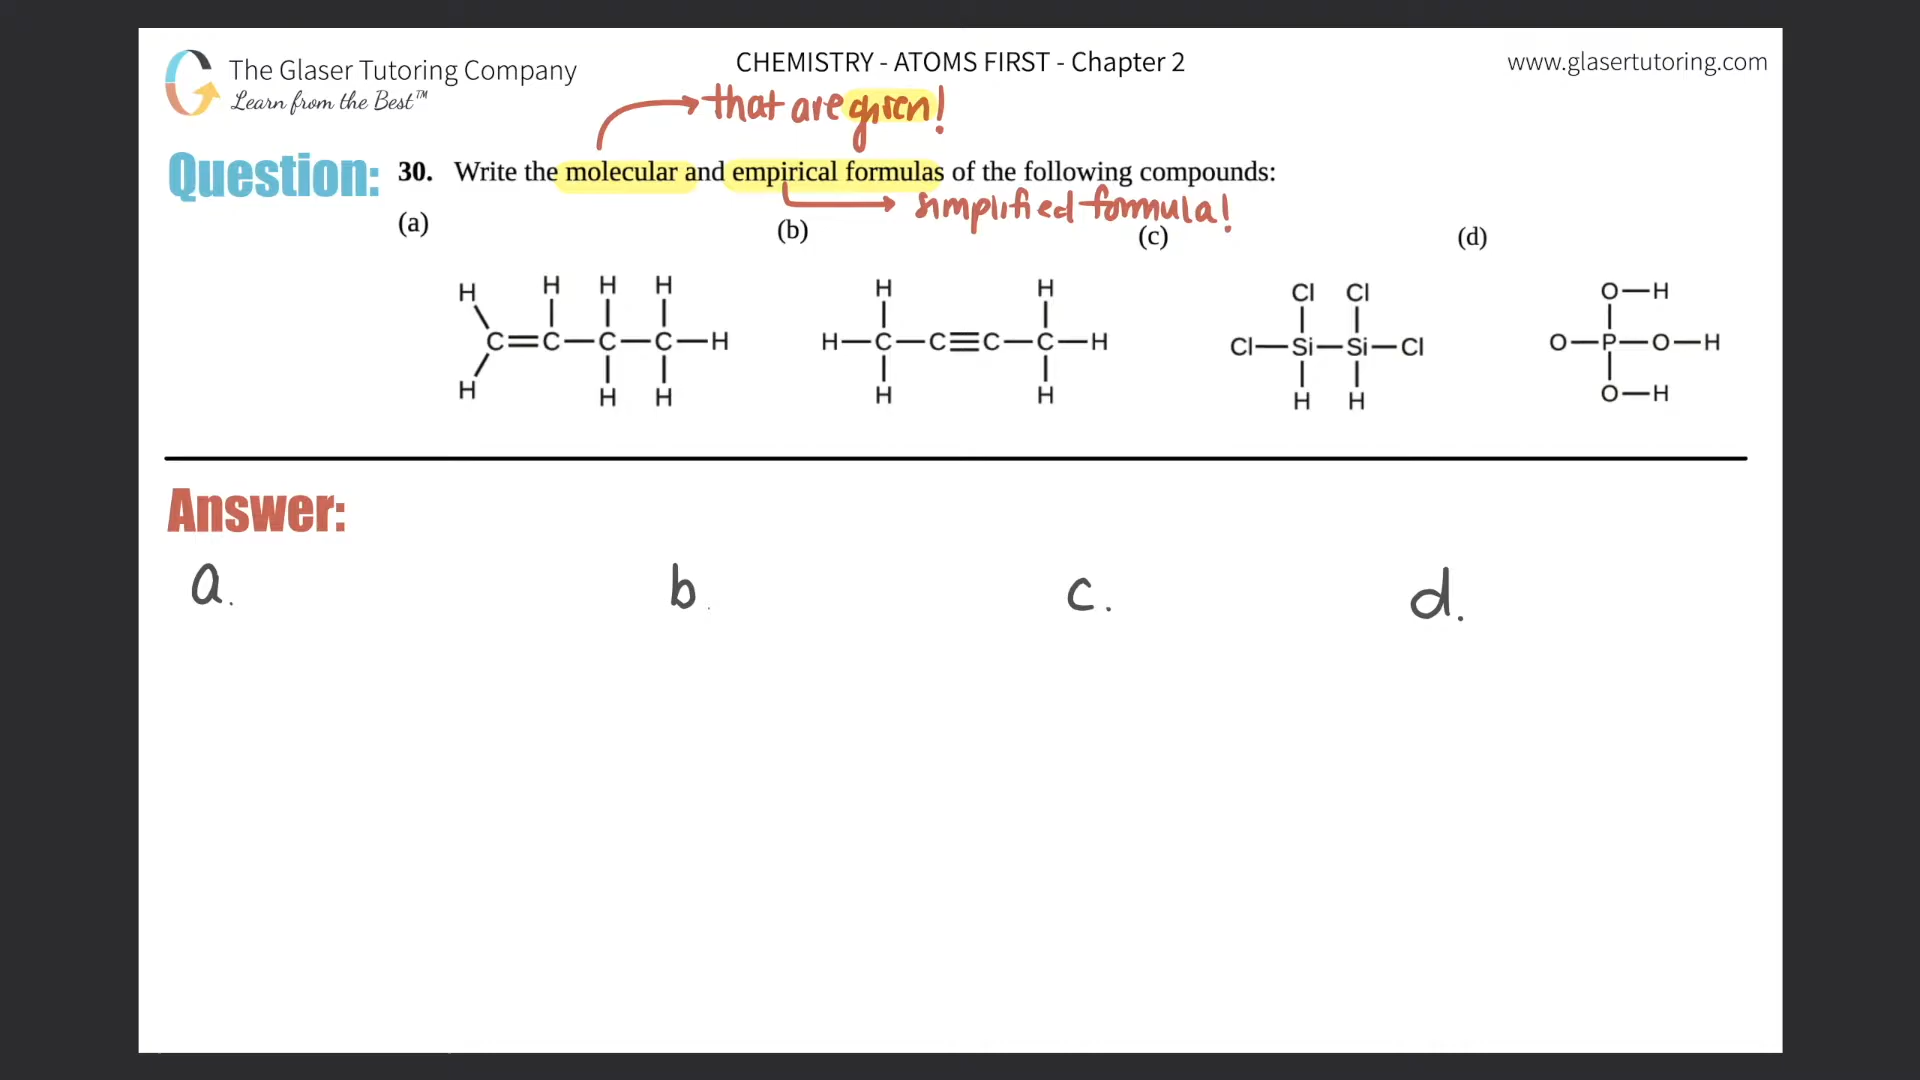 The Glaser Tutoring Company
Learn from the Best™
CHEMISTRY - ATOMS FIRST - Chapter 2
www.glasertutoring.com
that are given!
Question:
30. Write the molecular and empirical formulas of the following compounds:
simplified formula!
(a)
(b)
(c)
(d)
H H H H
C=C—C—C—H
H H H
H H
H—C—C≡C—C—H
H H
Cl Cl
Cl—Si—Si—Cl
H H
O—H
O—P—O—H
O—H
Answer:
a.
b.
c.
d.